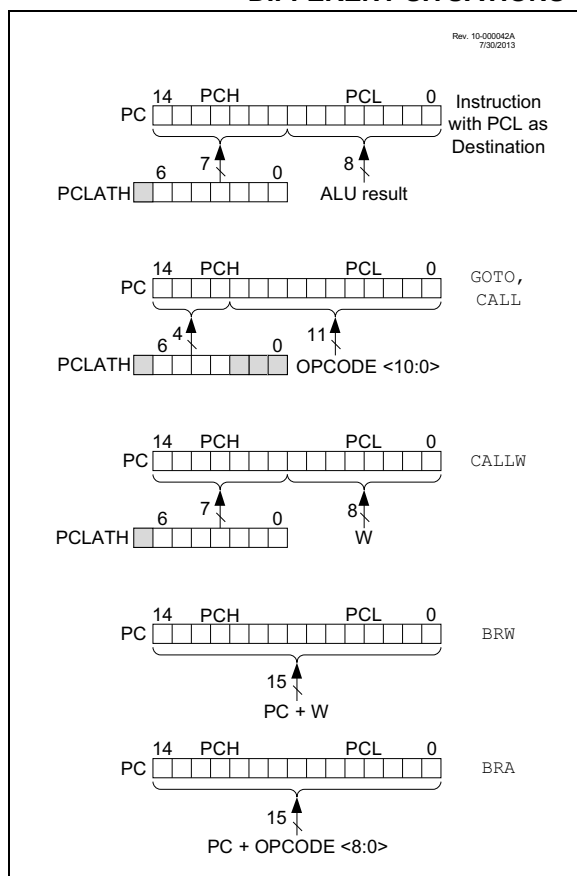 Rev. 10-000042A
7/30/2013
14 PCH PCL 0
PC
Instruction
with PCL as
Destination
7 8
6 0
PCLATH
ALU result
14 PCH PCL 0
PC
GOTO,
CALL
4 11
6 0
PCLATH
OPCODE <10:0>
14 PCH PCL 0
PC
CALLW
7 8
6 0
PCLATH
W
14 PCH PCL 0
PC
BRW
15
PC + W
14 PCH PCL 0
PC
BRA
15
PC + OPCODE <8:0>